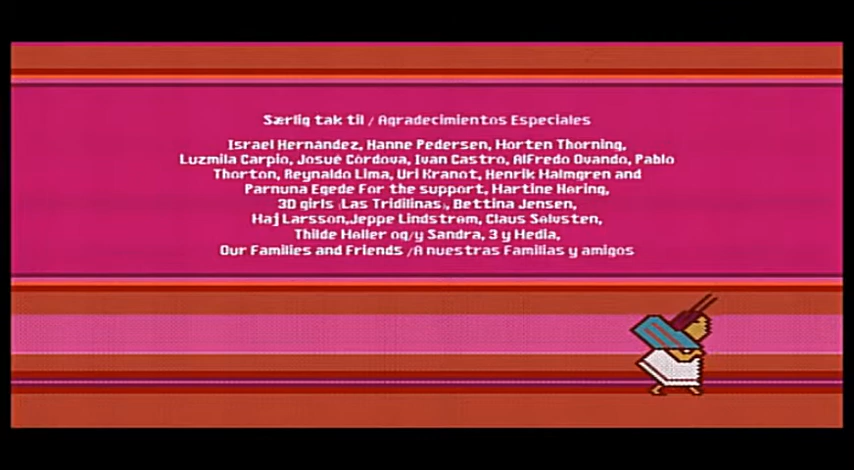 Særlig tak til / Agradecimientos Especiales
Israel Hernández, Hanne Pedersen, Morten Thorning,
Luzmila Carpio, Josué Córdova, Ivan Castro, Alfredo Ovando, Pablo
Thorton, Reynaldo Lima, Uri Kranot, Henrik Malmgren and
Parnuna Egede For the support, Martine Høring,
3D girls (Las Tridilinas), Bettina Jensen,
Maj Larsson,Jeppe Lindstrøm, Claus Sølvsten,
Thilde Møller og/y Sandra, 3 y Media,
Our Families and Friends /A nuestras Familias y amigos